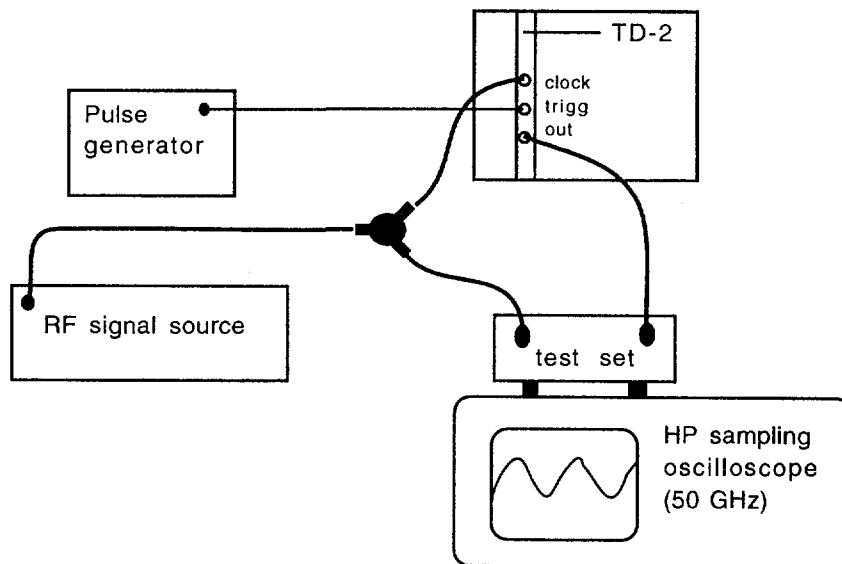 TD-2
clock
trigg
out
Pulse
generator
RF signal source
test set
HP sampling
oscilloscope
(50 GHz)